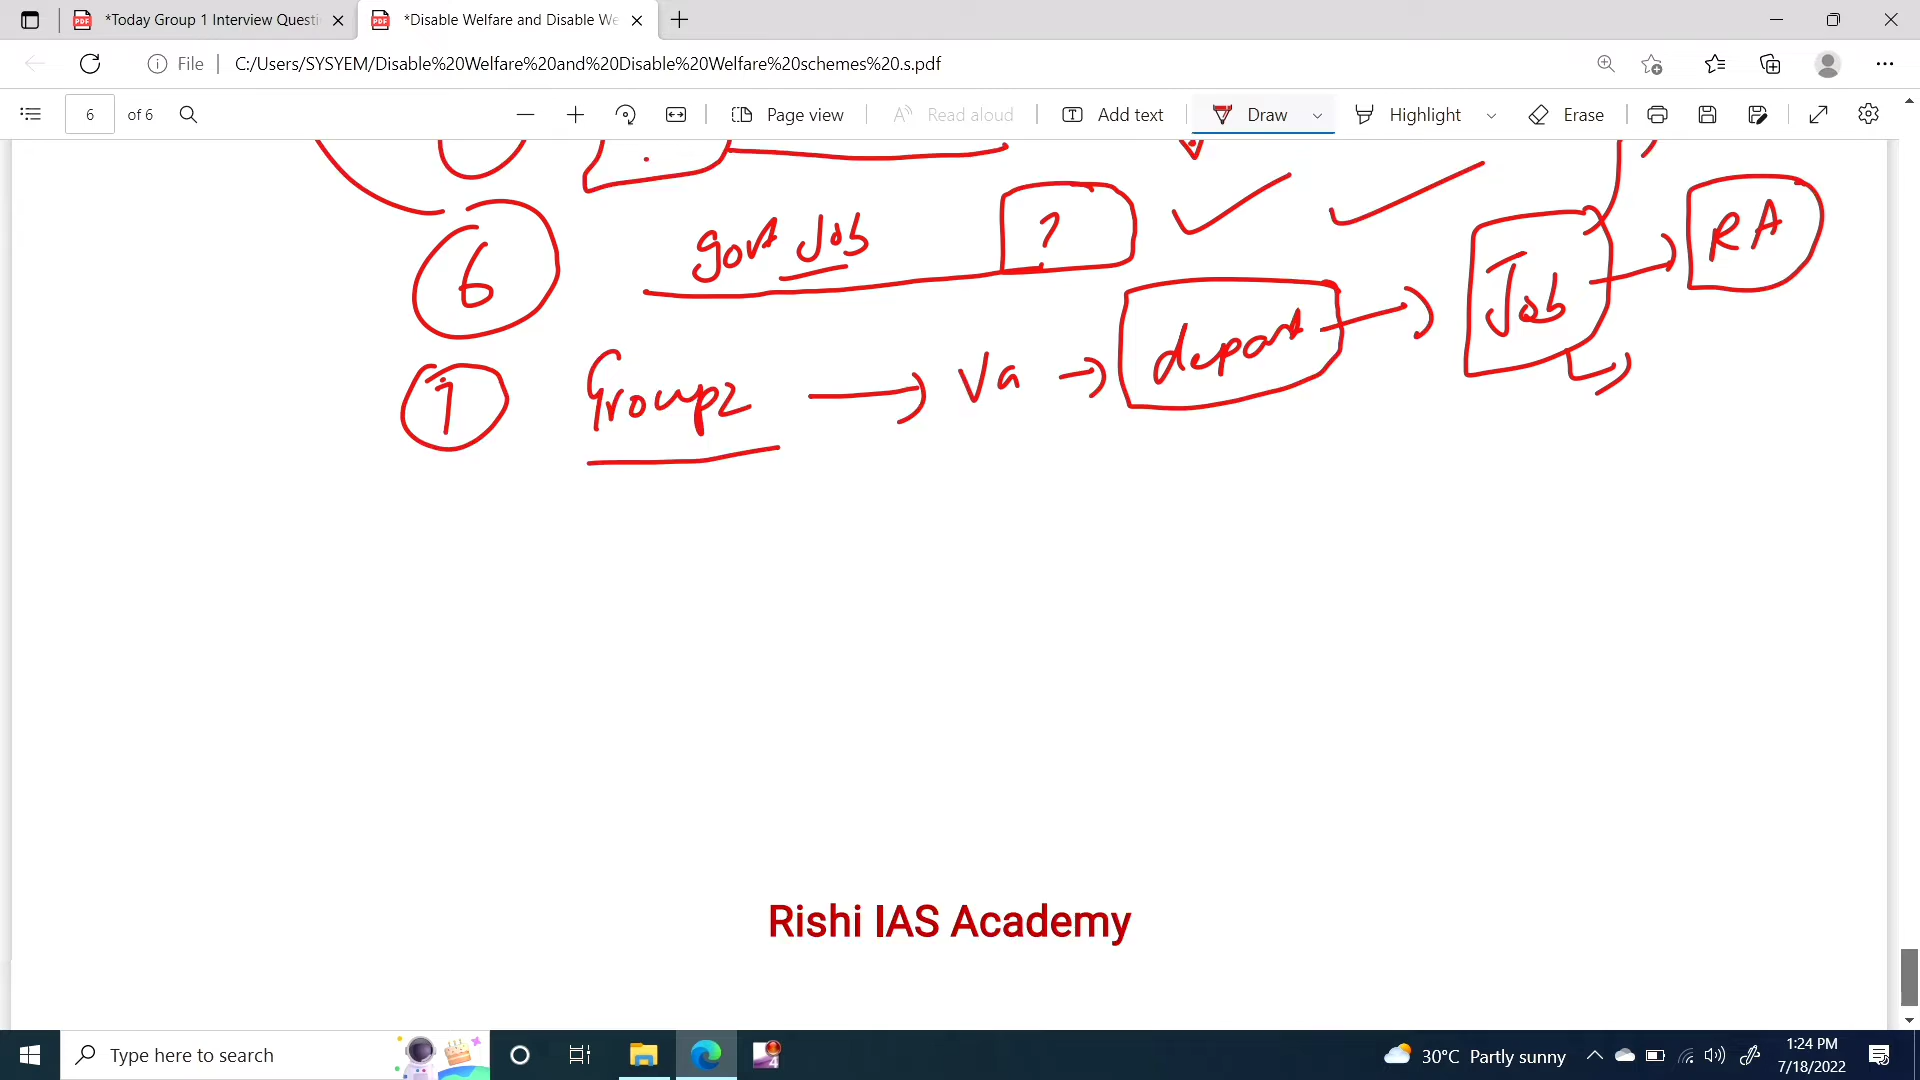 *Today Group 1 Interview Questi
*Disable Welfare and Disable We
File
C:/Users/SYSYEM/Disable%20Welfare%20and%20Disable%20Welfare%20schemes%20.s.pdf
6 of 6
Page view
Read aloud
Add text
Draw
Highlight
Erase
6 govt Job ?
Job RA
7 Group2 Va depart
Rishi IAS Academy
Type here to search
30°C Partly sunny
1:24 PM
7/18/2022